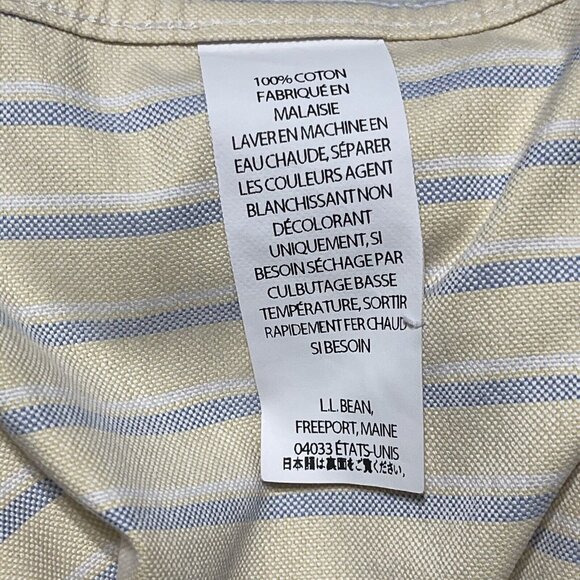 100% COTON
FABRIQUÉ EN
MALAISIE
LAVER EN MACHINE EN
EAU CHAUDE, SÉPARER
LES COULEURS AGENT
BLANCHISSANT NON
DÉCOLORANT
UNIQUEMENT, SI
BESOIN SÉCHAGE PAR
CULBUTAGE BASSE
TEMPÉRATURE, SORTIR
RAPIDEMENT FER CHAUD
SI BESOIN
L.L.BEAN,
FREEPORT, MAINE
04033 ÉTATS-UNIS
日本語は裏面をご覧ください。